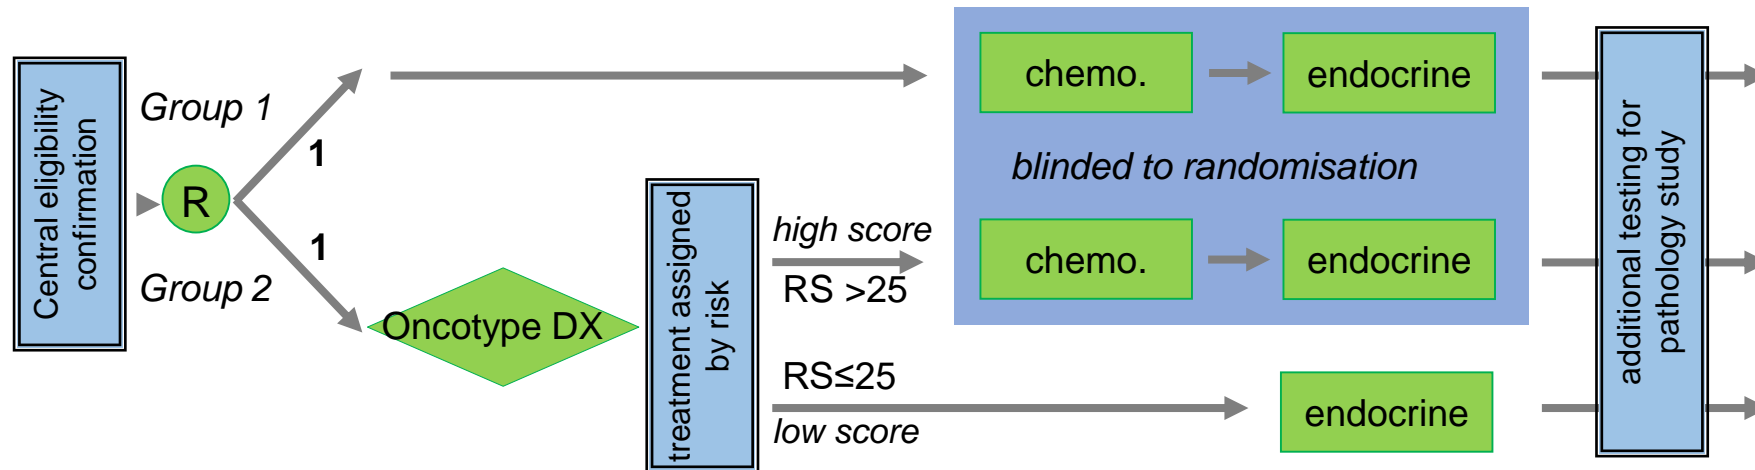 Central eligibility
confirmation
R
Group 1
1
1
Group 2
Oncotype DX
treatment assigned
by risk
high score
RS >25
RS≤25
low score
chemo.
endocrine
blinded to randomisation
chemo.
endocrine
endocrine
additional testing for
pathology study